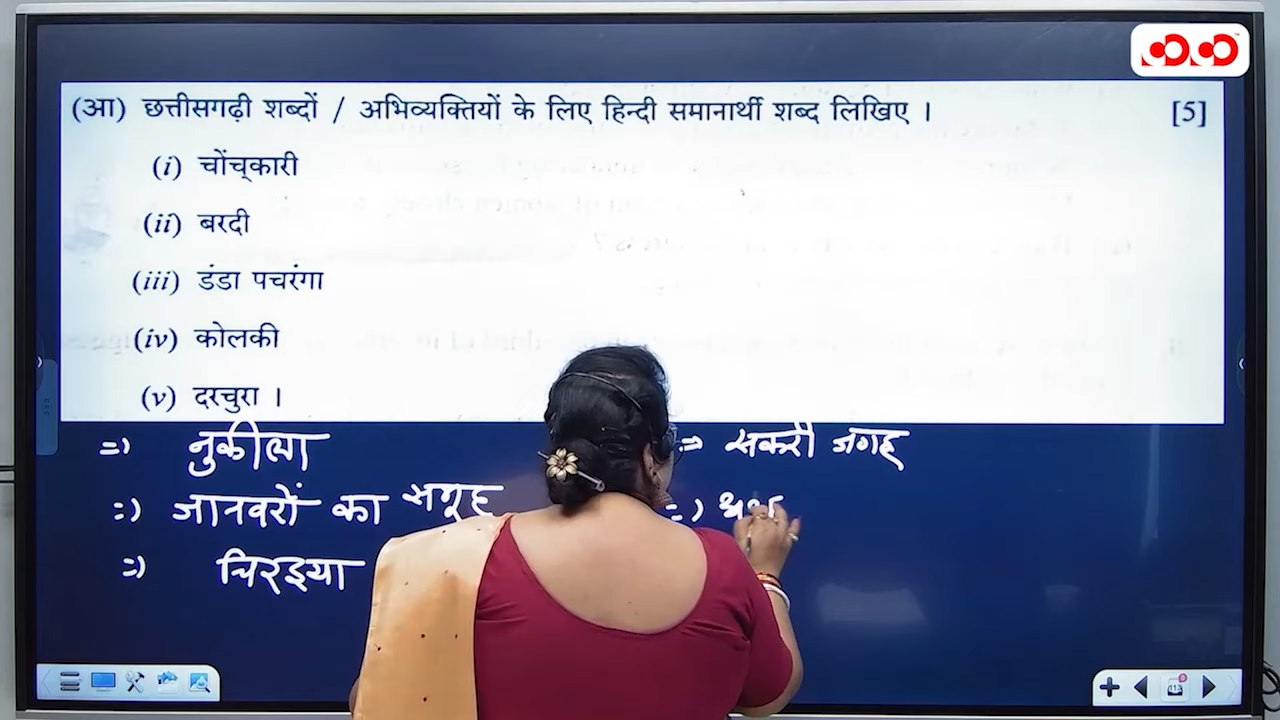 (आ) छत्तीसगढ़ी शब्दों / अभिव्यक्तियों के लिए हिन्दी समानार्थी शब्द लिखिए । [5]
(i) चोंच्कारी
(ii) बरदी
(iii) डंडा पचरंगा
(iv) कोलकी
(v) दरचुरा ।
=) नुकीला
=) जानवरों का समूह
=) चिरइया
=) सकरी जगह
=)